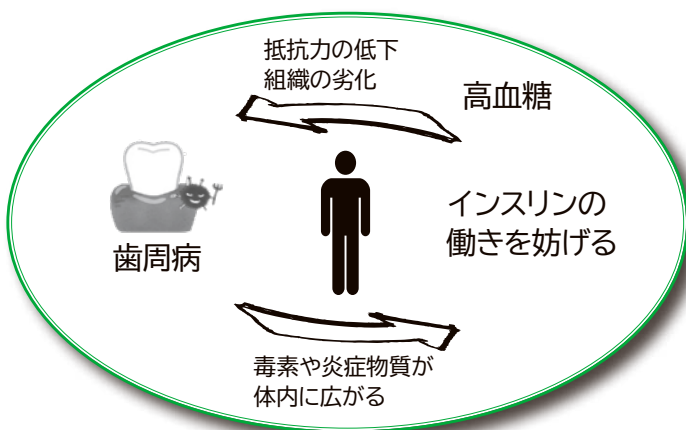 抵抗力の低下
組織の劣化
高血糖
歯周病
インスリンの
働きを妨げる
毒素や炎症物質が
体内に広がる